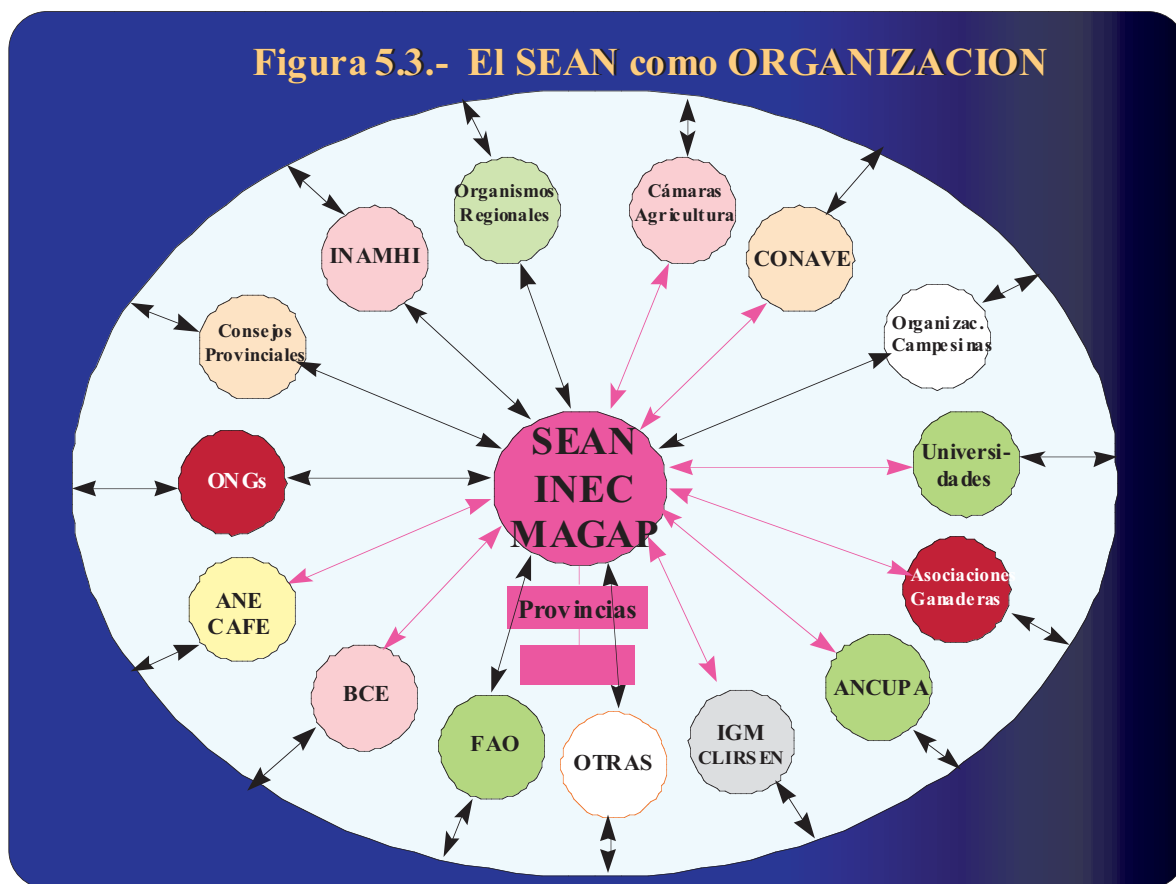 Figura 5.3.- El SEAN como ORGANIZACION
Organismos
Regionales
Cámaras
Agricultura
INAMHI
CONAVE
Consejos
Provinciales
Organizac.
Campesinas
SEAN
INEC
MAGAP
ONGs
Universi-
dades
ANE
CAFE
Provincias
Asociacione
Ganaderas
BCE
ANCUPA
FAO
OTRAS
IGM
CLIRSEN